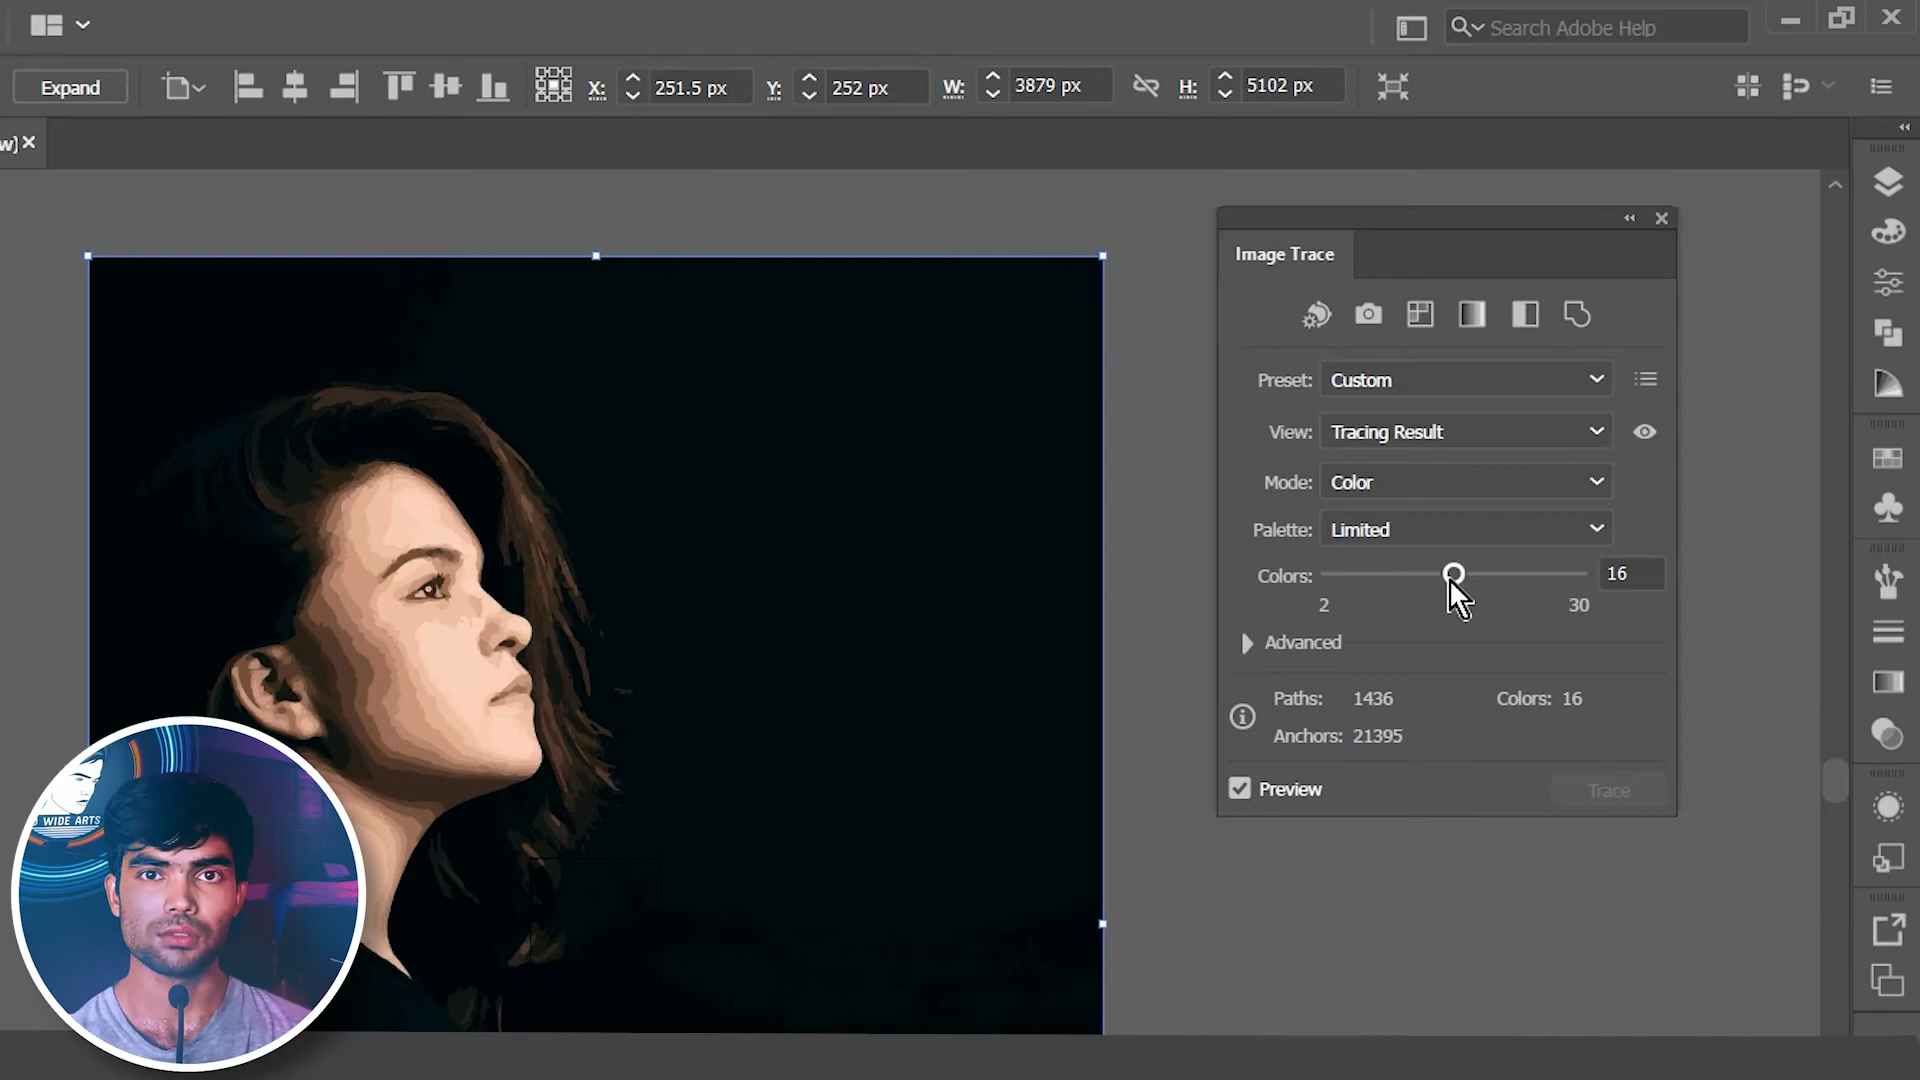 Search Adobe Help
Expand
X: 251.5 px
Y: 252 px
W: 3879 px
H: 5102 px
w]
Image Trace
Preset: Custom
View: Tracing Result
Mode: Color
Palette: Limited
Colors: 16
2 30
Advanced
Paths: 1436 Colors: 16
Anchors: 21395
Preview Trace
WIDE ARTS